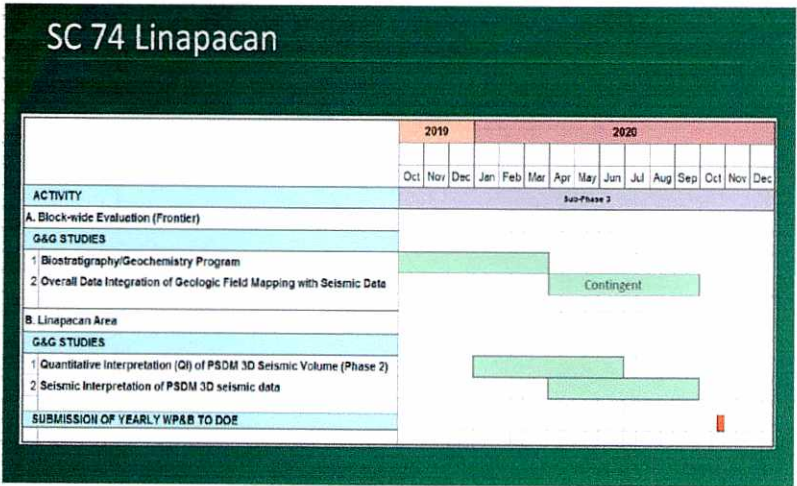 SC 74 Linapacan
2019 2020
Oct Nov Dec Jan Feb Mar Apr May Jun Jul Aug Sep Oct Nov Dec
ACTIVITY Sub-Phase 3
A. Block-wide Evaluation (Frontier)
G&G STUDIES
1 Biostratigraphy/Geochemistry Program
2 Overall Data Integration of Geologic Field Mapping with Seismic Data Contingent
B. Linapacan Area
G&G STUDIES
1 Quantitative Interpretation (QI) of PSDM 3D Seismic Volume (Phase 2)
2 Seismic Interpretation of PSDM 3D seismic data
SUBMISSION OF YEARLY WP&B TO DOE